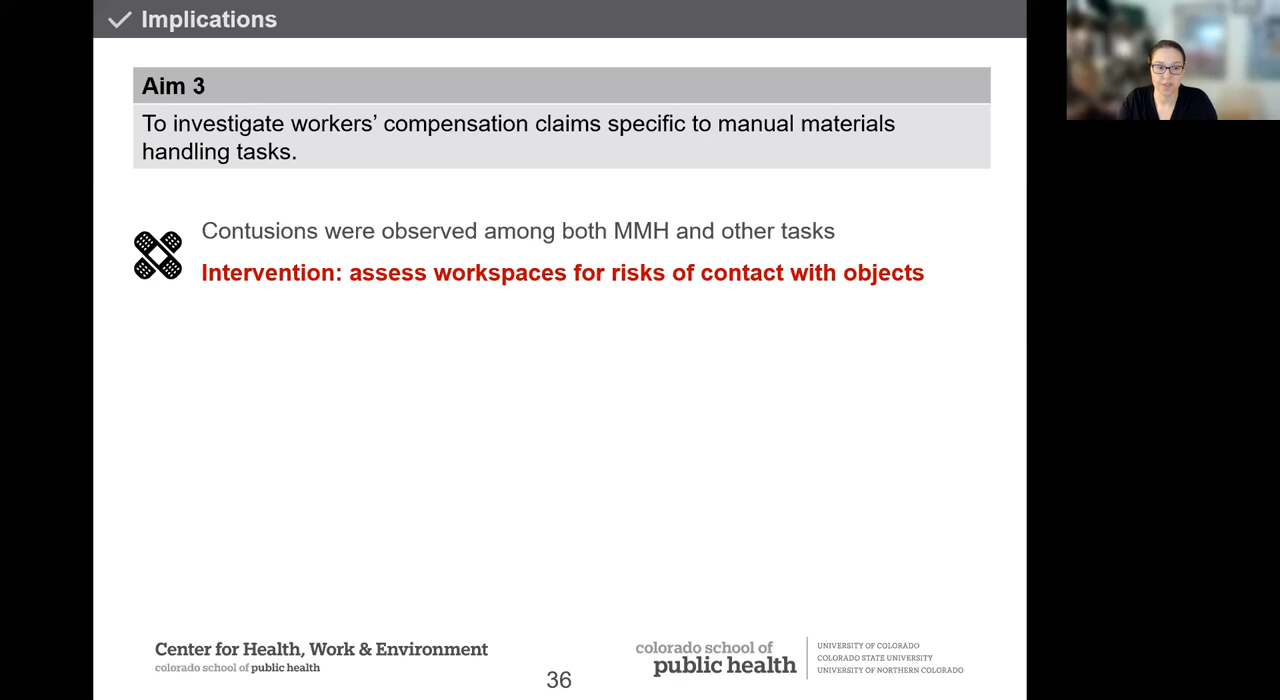 Implications
Aim 3
To investigate workers’ compensation claims specific to manual materials
handling tasks.
Contusions were observed among both MMH and other tasks
Intervention: assess workspaces for risks of contact with objects
Center for Health, Work & Environment
colorado school of public health
36
colorado school of
public health
UNIVERSITY OF COLORADO
COLORADO STATE UNIVERSITY
UNIVERSITY OF NORTHERN COLORADO